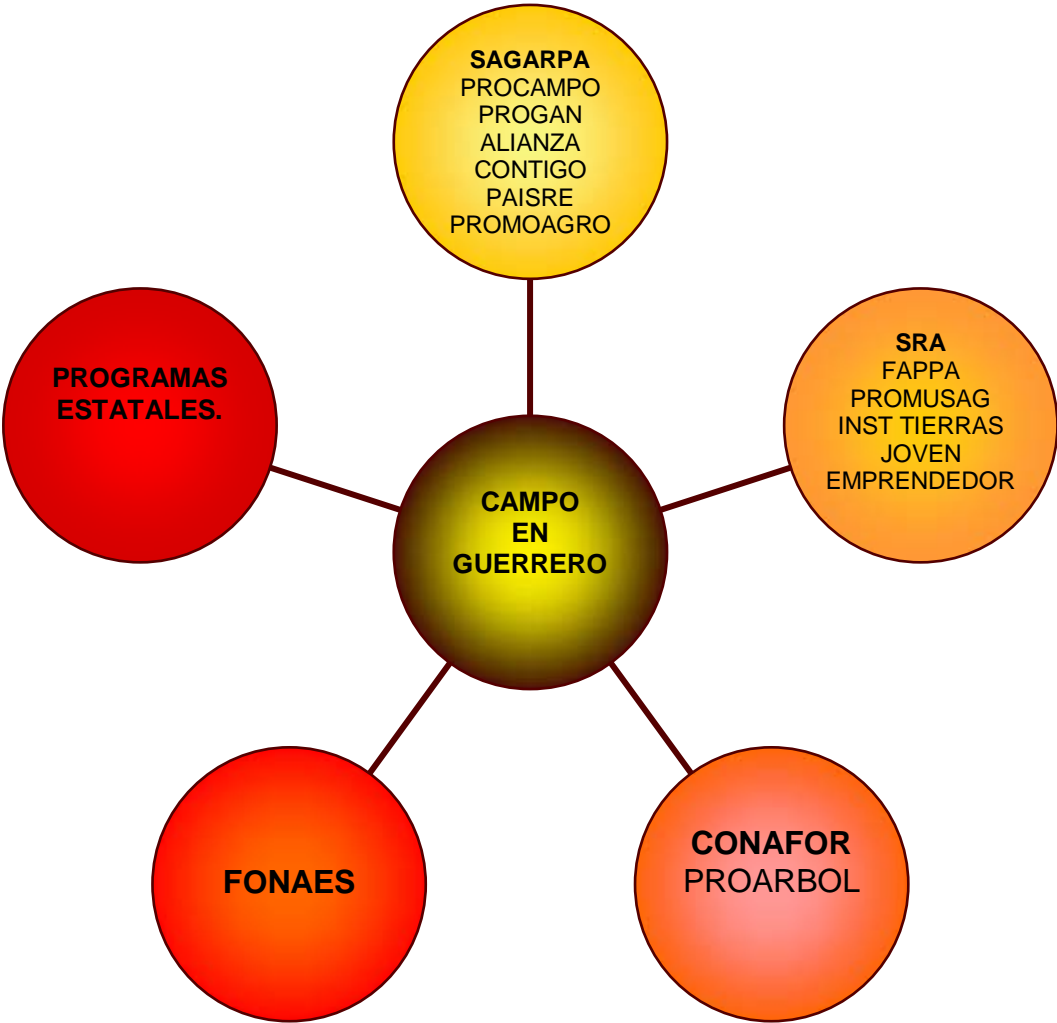 SAGARPA
PROCAMPO
PROGAN
ALIANZA
CONTIGO
PAISRE
PROMOAGRO
PROGRAMAS
ESTATALES.
SRA
FAPPA
PROMUSAG
INST TIERRAS
JOVEN
EMPRENDEDOR
CAMPO
EN
GUERRERO
FONAES
CONAFOR
PROARBOL